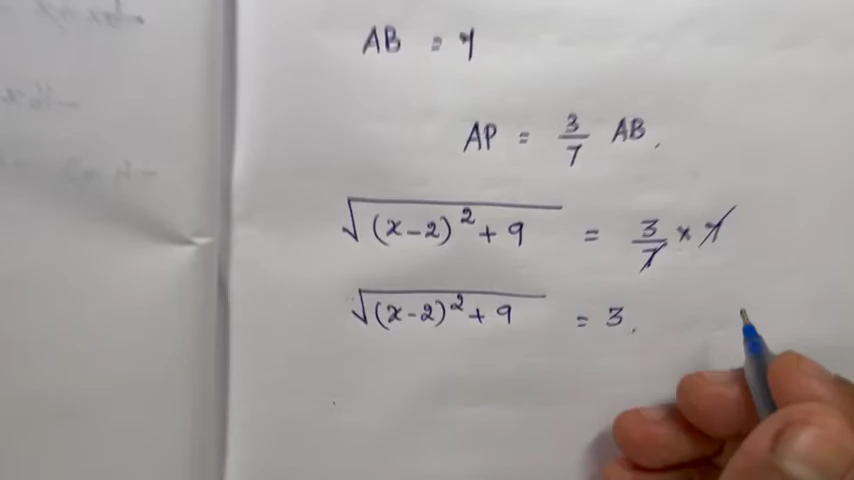 AB = 7
AP = 3/7 AB.
√(x-2)² + 9 = 3/7 × 7
√(x-2)² + 9 = 3.